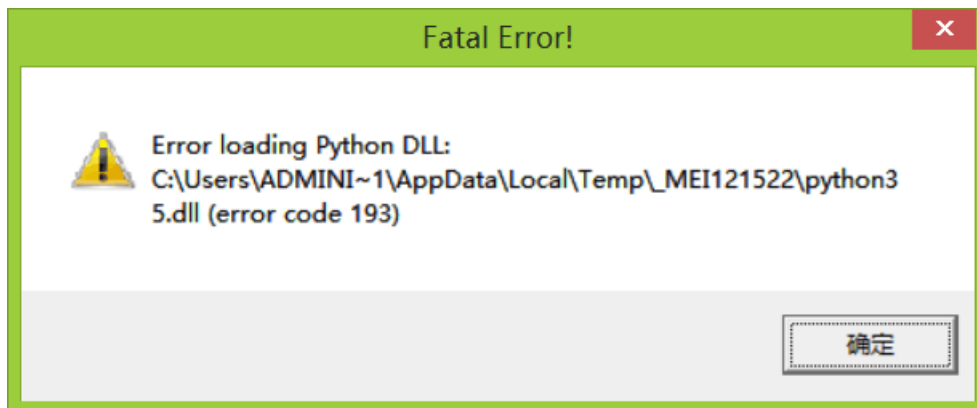 Fatal Error!
Error loading Python DLL:
C:\Users\ADMINI~1\AppData\Local\Temp\_MEI121522\python3
5.dll (error code 193)
确定